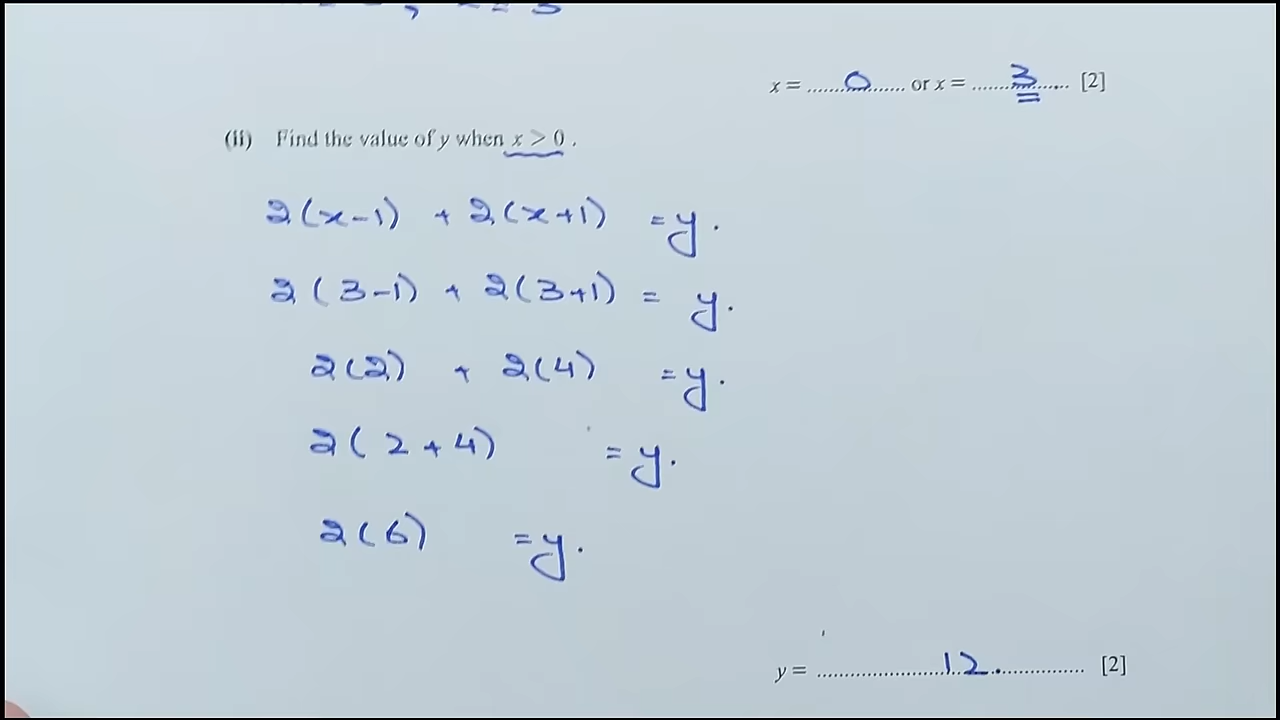 x = 3
x = 0 or x = 3 [2]
(ii) Find the value of y when x > 0 .
2(x-1) + 2(x+1) = y.
2(3-1) + 2(3+1) = y.
2(2) + 2(4) = y.
2(2+4) = y.
2(6) = y.
y = 12. [2]